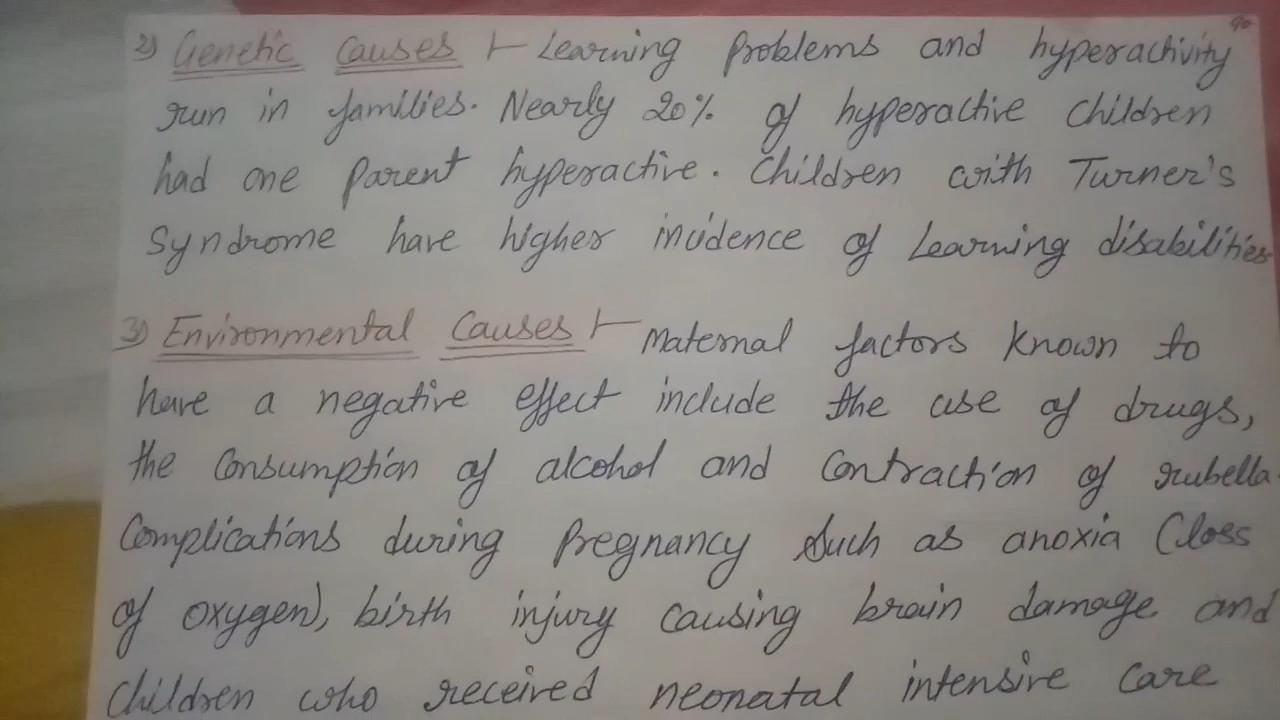 2) Genetic Causes :- Learning Problems and hyperactivity
run in families. Nearly 20% of hyperactive children
had one parent hyperactive. Children with Turner's
Syndrome have higher incidence of Learning disabilities.
3) Environmental Causes :- Maternal factors known to
have a negative effect include the use of drugs,
the Consumption of alcohol and Contraction of rubella.
Complications during Pregnancy such as anoxia (loss
of oxygen), birth injury causing brain damage and
Children who received neonatal intensive care